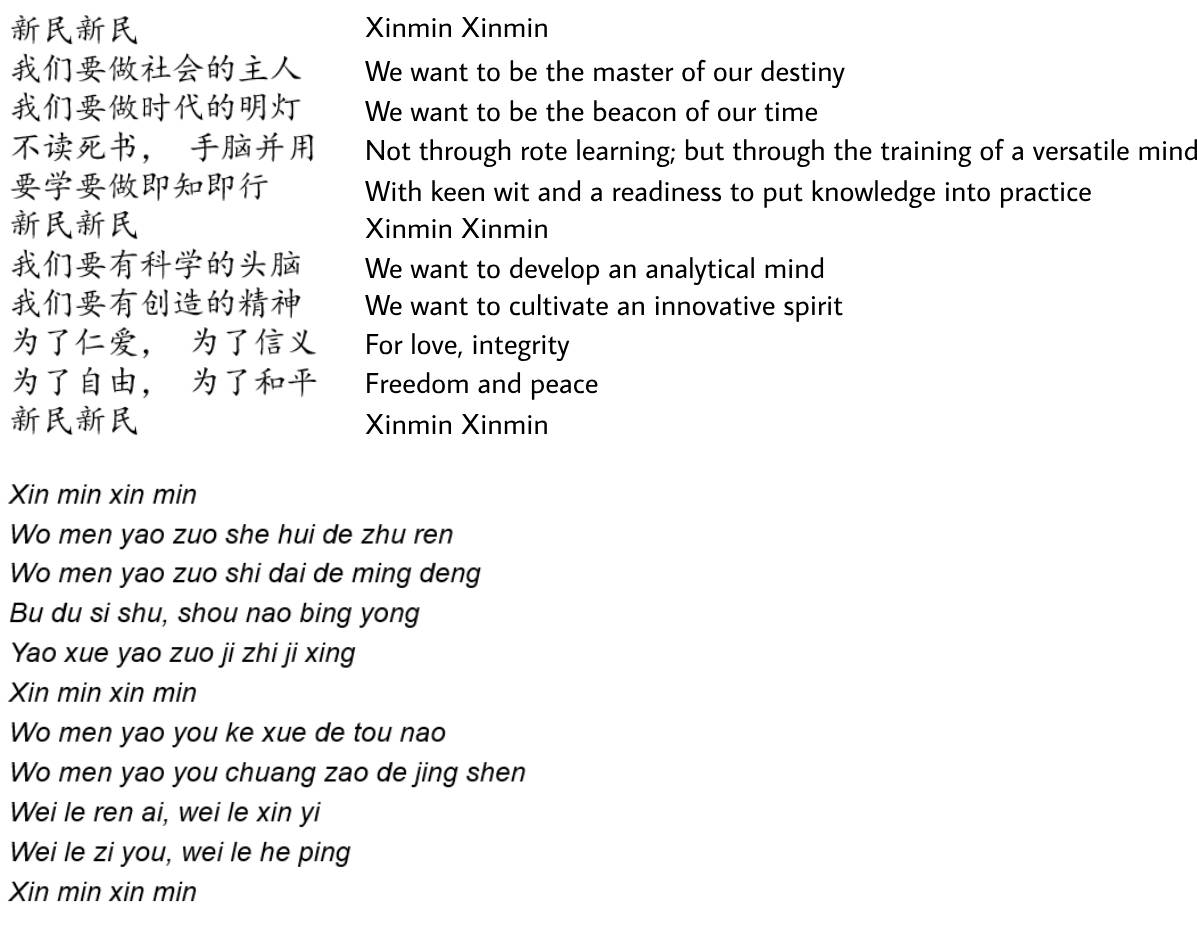 新民新民
我们要做社会的主人
我们要做时代的明灯
不读死书， 手脑并用
要学要做即知即行
新民新民
我们要有科学的头脑
我们要有创造的精神
为了仁爱， 为了信义
为了自由， 为了和平
新民新民
Xinmin Xinmin
We want to be the master of our destiny
We want to be the beacon of our time
Not through rote learning; but through the training of a versatile mind
With keen wit and a readiness to put knowledge into practice
Xinmin Xinmin
We want to develop an analytical mind
We want to cultivate an innovative spirit
For love, integrity
Freedom and peace
Xinmin Xinmin
Xin min xin min
Wo men yao zuo she hui de zhu ren
Wo men yao zuo shi dai de ming deng
Bu du si shu, shou nao bing yong
Yao xue yao zuo ji zhi ji xing
Xin min xin min
Wo men yao you ke xue de tou nao
Wo men yao you chuang zao de jing shen
Wei le ren ai, wei le xin yi
Wei le zi you, wei le he ping
Xin min xin min